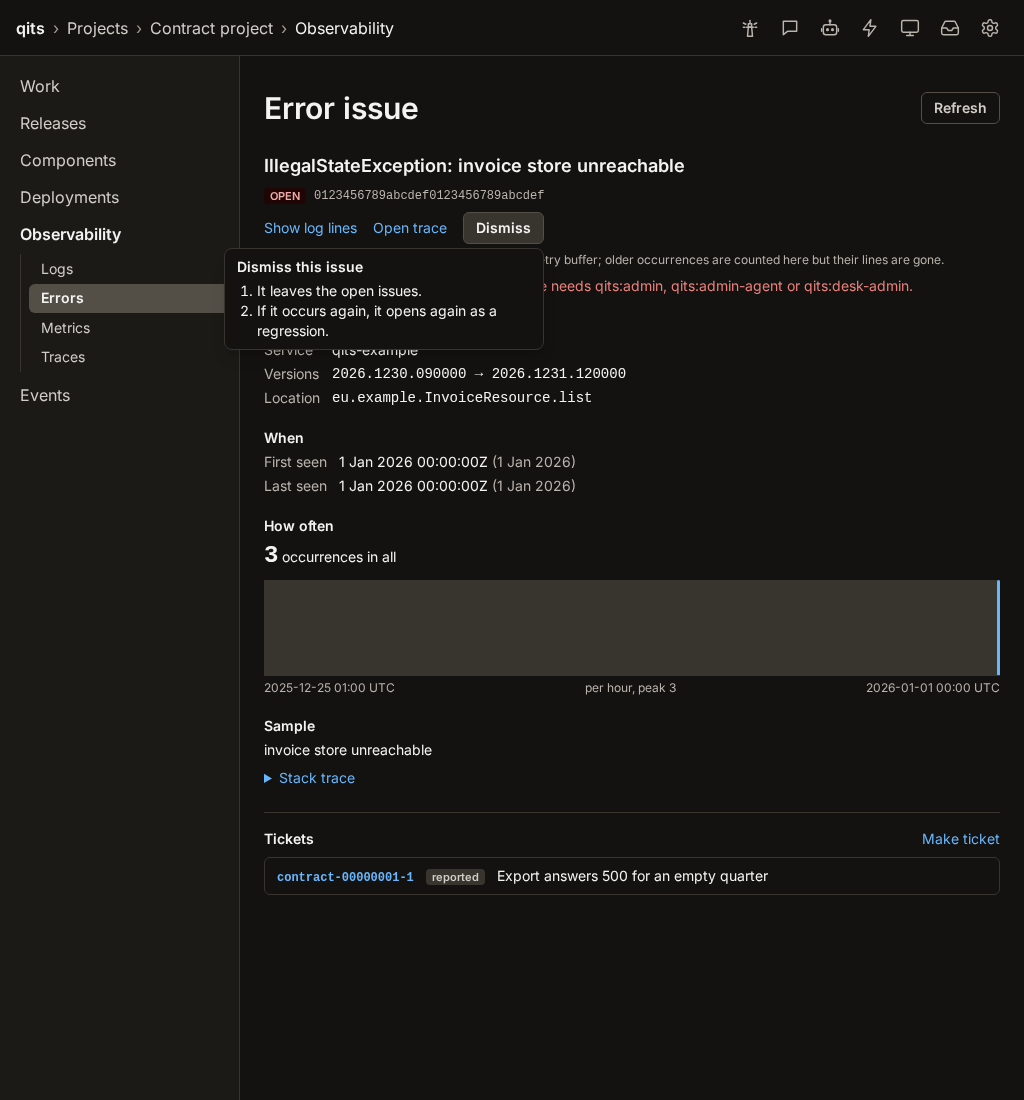 qits › Projects › Contract project › Observability
Work
Releases
Components
Deployments
Observability
Logs
Errors
Metrics
Traces
Events
Error issue
Refresh
IllegalStateException: invoice store unreachable
OPEN 0123456789abcdef0123456789abcdef
Show log lines Open trace Dismiss
buffer; older occurrences are counted here but their lines are gone.
needs qits:admin, qits:admin-agent or qits:desk-admin.
Dismiss this issue
1. It leaves the open issues.
2. If it occurs again, it opens again as a
regression.
Service qits-example
Versions 2026.1230.090000 → 2026.1231.120000
Location eu.example.InvoiceResource.list
When
First seen 1 Jan 2026 00:00:00Z (1 Jan 2026)
Last seen 1 Jan 2026 00:00:00Z (1 Jan 2026)
How often
3 occurrences in all
2025-12-25 01:00 UTC per hour, peak 3 2026-01-01 00:00 UTC
Sample
invoice store unreachable
Stack trace
Tickets Make ticket
contract-00000001-1 reported Export answers 500 for an empty quarter